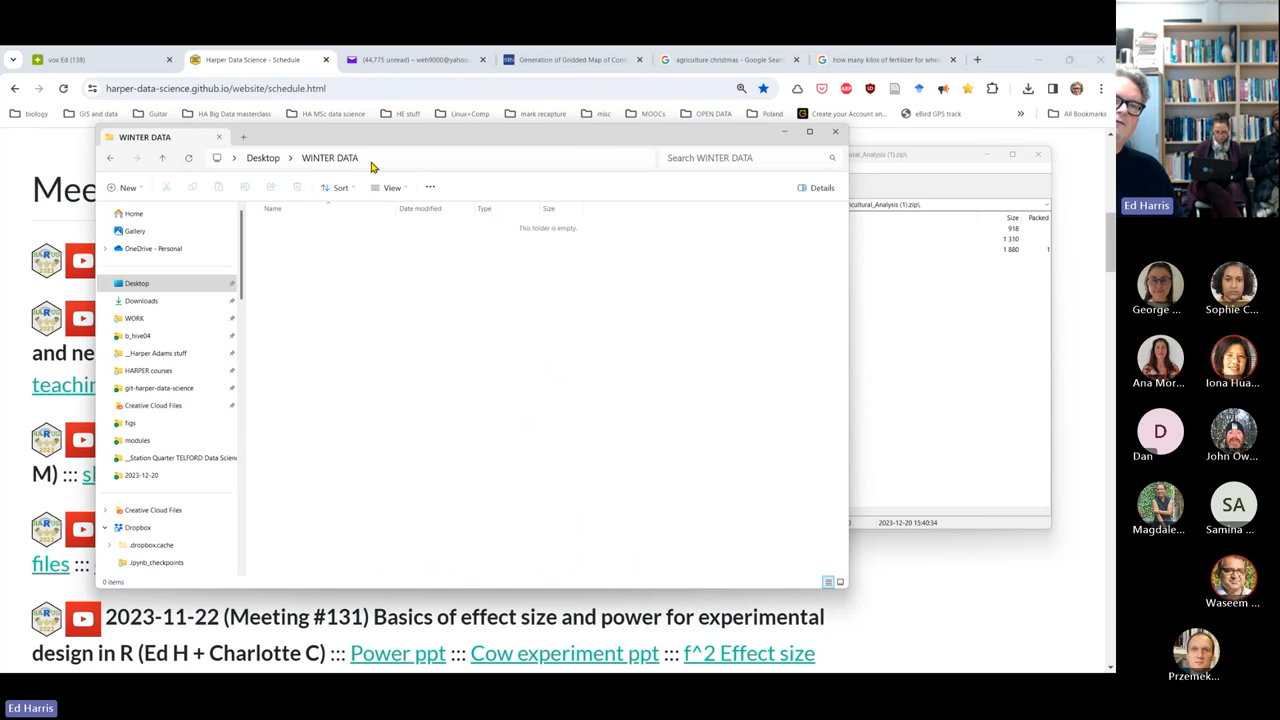 vox Ed (138)
Harper Data Science - Schedule
(44,775 unread) - weh9000@yahoo.
Generation of Gridded Map of Con
agriculture christmas - Google Sear
how many kilos of fertilizer for whe
harper-data-science.github.io/website/schedule.html
biology
GIS and data
Guitar
HA Big Data masterclass
HA MSc data science
HE stuff
Linux+Comp
mark recapture
misc
MOOCs
OPEN DATA
Poland
Create your Account an...
eBird GTK track
All Bookmarks
WINTER DATA
Desktop > WINTER DATA
Search WINTER DATA
New
Sort
View
Details
Name
Date modified
Type
Size
This folder is empty.
Home
Gallery
OneDrive - Personal
Desktop
Downloads
WORK
b_hive04
__Harper Adams stuff
HARPER courses
git-harper-data-science
Creative Cloud Files
figs
modules
__Station Quarter TELFORD Data Scienc
2023-12-20
Creative Cloud Files
Dropbox
.dropbox.cache
.ipynb_checkpoints
0 items
ultural_Analysis (1).zip\
icultural_Analysis (1).zip\
Size
Packed
918
1 310
1 880
1
2023-12-20 15:40:34
Mee
and ne
teachin
M) ::: sl
files :::
2023-11-22 (Meeting #131) Basics of effect size and power for experimental
design in R (Ed H + Charlotte C) ::: Power ppt ::: Cow experiment ppt ::: f^2 Effect size
Ed Harris
George ...
Sophie C...
Ana Mor...
Iona Hua...
D
Dan
John Ow...
Magdale...
SA
Samina ...
Waseem ...
Przemek...
Ed Harris